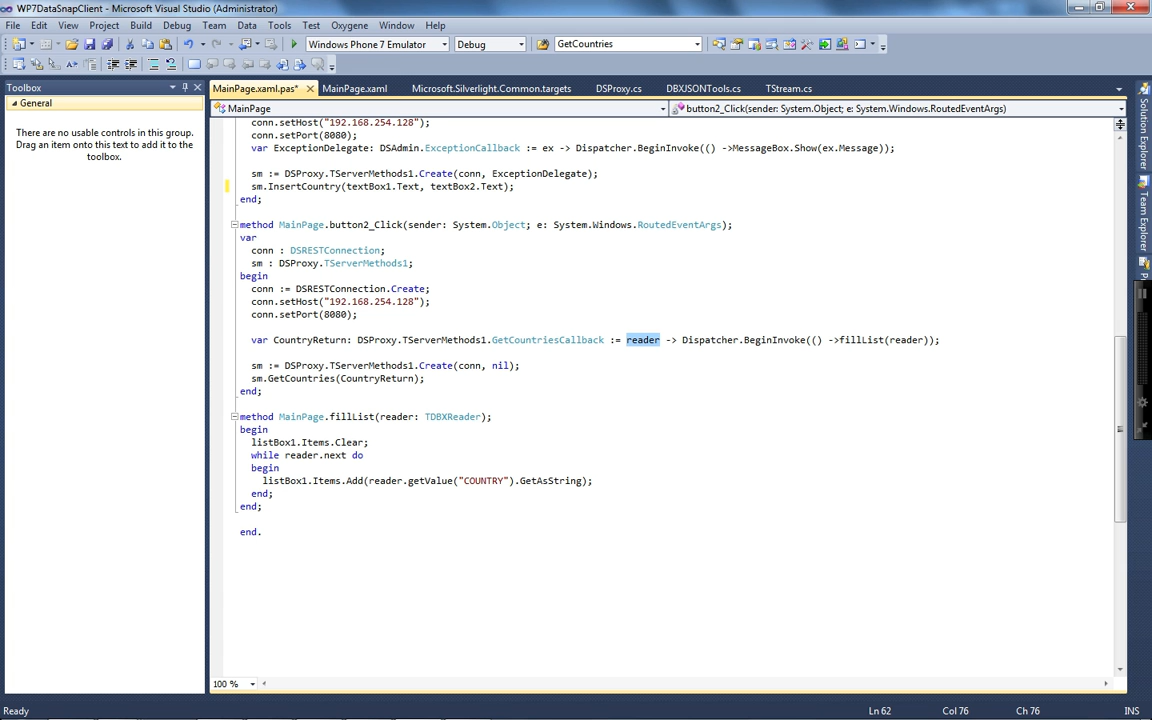 WP7DataSnapClient - Microsoft Visual Studio (Administrator)
File Edit View Project Build Debug Team Data Tools Test Oxygene Window Help
Windows Phone 7 Emulator Debug GetCountries
Toolbox
General
There are no usable controls in this group.
Drag an item onto this text to add it to the
toolbox.
MainPage.xaml.pas* MainPage.xaml Microsoft.Silverlight.Common.targets DSProxy.cs DBXJSONTools.cs TStream.cs
MainPage button2_Click(sender: System.Object; e: System.Windows.RoutedEventArgs)
conn.setHost("192.168.254.128");
conn.setPort(8080);
var ExceptionDelegate: DSAdmin.ExceptionCallback := ex -> Dispatcher.BeginInvoke(() ->MessageBox.Show(ex.Message));
sm := DSProxy.TServerMethods1.Create(conn, ExceptionDelegate);
sm.InsertCountry(textBox1.Text, textBox2.Text);
end;
method MainPage.button2_Click(sender: System.Object; e: System.Windows.RoutedEventArgs);
var
conn : DSRESTConnection;
sm : DSProxy.TServerMethods1;
begin
conn := DSRESTConnection.Create;
conn.setHost("192.168.254.128");
conn.setPort(8080);
var CountryReturn: DSProxy.TServerMethods1.GetCountriesCallback := reader -> Dispatcher.BeginInvoke(() ->fillList(reader));
sm := DSProxy.TServerMethods1.Create(conn, nil);
sm.GetCountries(CountryReturn);
end;
method MainPage.fillList(reader: TDBXReader);
begin
listBox1.Items.Clear;
while reader.next do
begin
listBox1.Items.Add(reader.getValue("COUNTRY").GetAsString);
end;
end;
end.
100 %
Solution Explorer
Team Explorer
Ready Ln 62 Col 76 Ch 76 INS